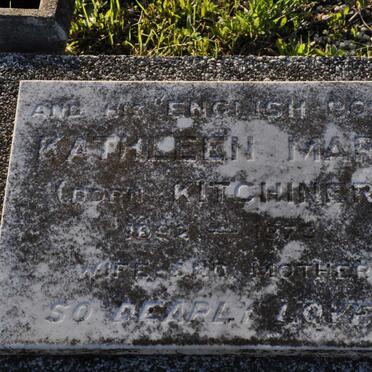 AND HIS "ENGLISH
KATHLEEN
(BORN KITCHINER
WIFE AND MOTHER
SO DEARLY